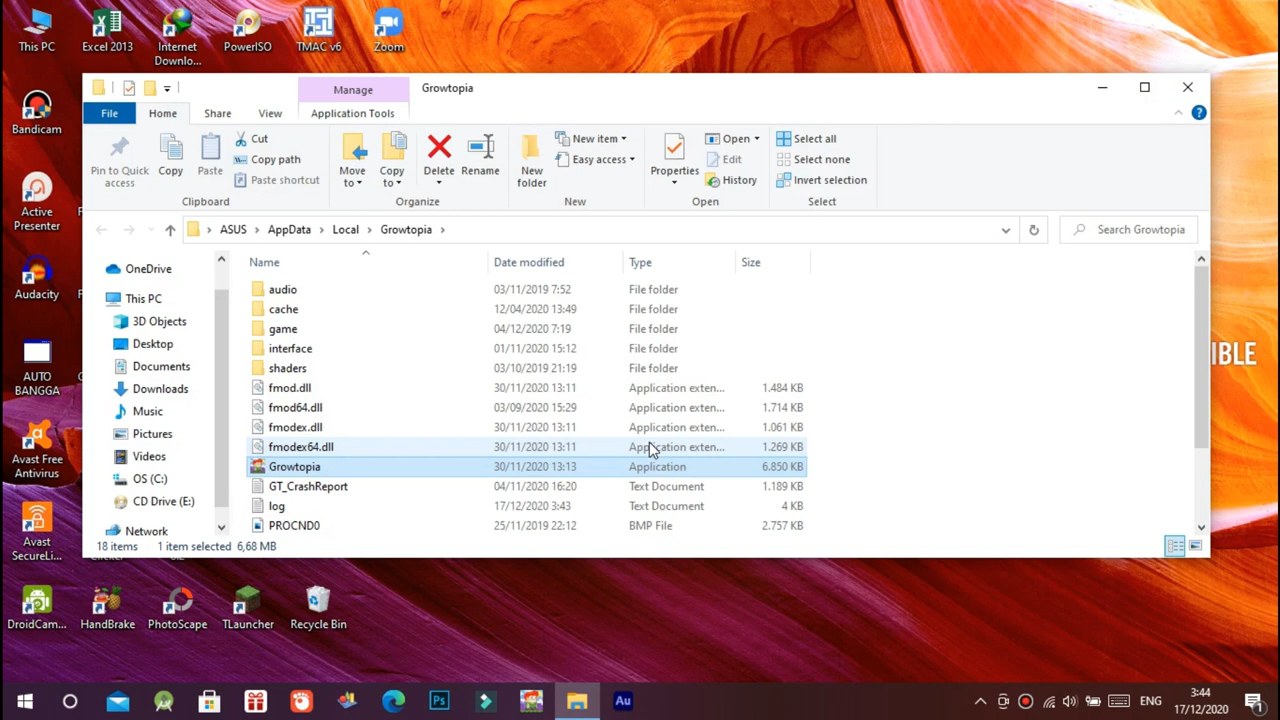 This PC
Excel 2013
Internet
Downlo...
PowerISO
TMAC v6
Zoom
Bandicam
Active
Presenter
Audacity
AUTO
BANGGA
Avast Free
Antivirus
Avast
SecureLi...
DroidCam...
HandBrake
PhotoScape
TLauncher
Recycle Bin
Manage
Growtopia
File
Home
Share
View
Application Tools
Pin to Quick
access
Copy
Paste
Cut
Copy path
Paste shortcut
Clipboard
Move
to
Copy
to
Delete
Rename
Organize
New
folder
New item
Easy access
New
Properties
Open
Edit
History
Open
Select all
Select none
Invert selection
Select
ASUS > AppData > Local > Growtopia >
Search Growtopia
OneDrive
This PC
3D Objects
Desktop
Documents
Downloads
Music
Pictures
Videos
OS (C:)
CD Drive (E:)
Network
Name Date modified Type Size
audio 03/11/2019 7:52 File folder
cache 12/04/2020 13:49 File folder
game 04/12/2020 7:19 File folder
interface 01/11/2020 15:12 File folder
shaders 03/10/2019 21:19 File folder
fmod.dll 30/11/2020 13:11 Application exten... 1.484 KB
fmod64.dll 03/09/2020 15:29 Application exten... 1.714 KB
fmodex.dll 30/11/2020 13:11 Application exten... 1.061 KB
fmodex64.dll 30/11/2020 13:11 Application exten... 1.269 KB
Growtopia 30/11/2020 13:13 Application 6.850 KB
GT_CrashReport 04/11/2020 16:20 Text Document 1.189 KB
log 17/12/2020 3:43 Text Document 4 KB
PROCND0 25/11/2019 22:12 BMP File 2.757 KB
18 items 1 item selected 6,68 MB
IBLE
Ps
Au
ENG
3:44
17/12/2020
1